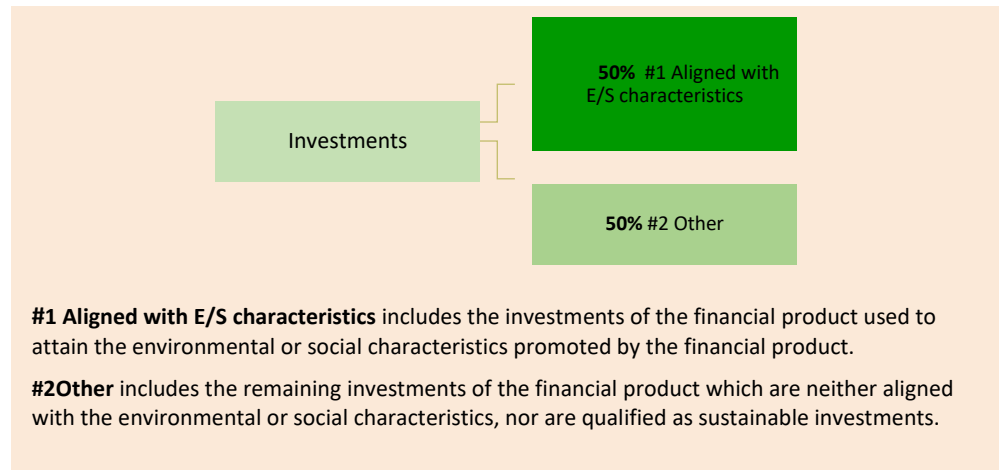 50% #1 Aligned with
E/S characteristics
Investments
50% #2 Other
#1 Aligned with E/S characteristics includes the investments of the financial product used to
attain the environmental or social characteristics promoted by the financial product.
#2Other includes the remaining investments of the financial product which are neither aligned
with the environmental or social characteristics, nor are qualified as sustainable investments.